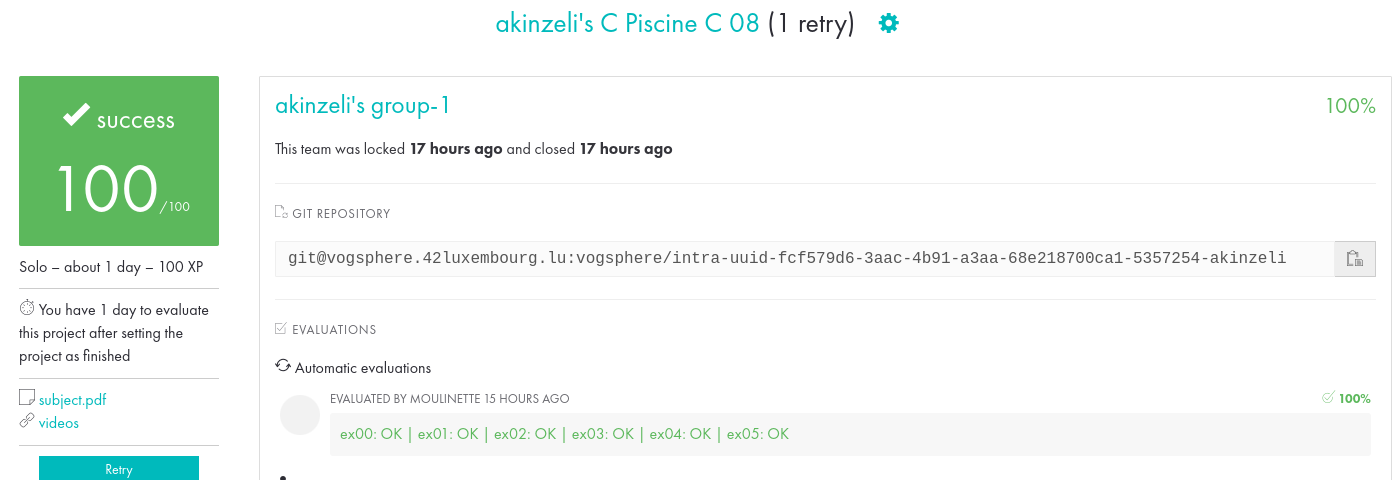 akinzeli's C Piscine C 08 (1 retry)
success
100/100
Solo – about 1 day – 100 XP
You have 1 day to evaluate
this project after setting the
project as finished
subject.pdf
videos
Retry
akinzeli's group-1
100%
This team was locked 17 hours ago and closed 17 hours ago
GIT REPOSITORY
git@vogsphere.42luxembourg.lu:vogsphere/intra-uuid-fcf579d6-3aac-4b91-a3aa-68e218700ca1-5357254-akinzeli
EVALUATIONS
Automatic evaluations
EVALUATED BY MOULINETTE 15 HOURS AGO
100%
ex00: OK | ex01: OK | ex02: OK | ex03: OK | ex04: OK | ex05: OK